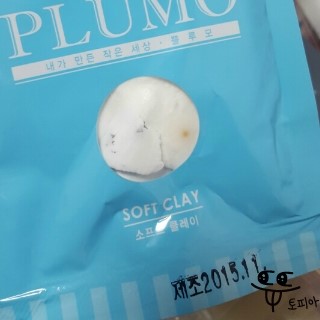 PLUMO
내가 만든 작은 세상 · 플루모
SOFT CLAY
소프트 클레이
제조2015.11
토피아